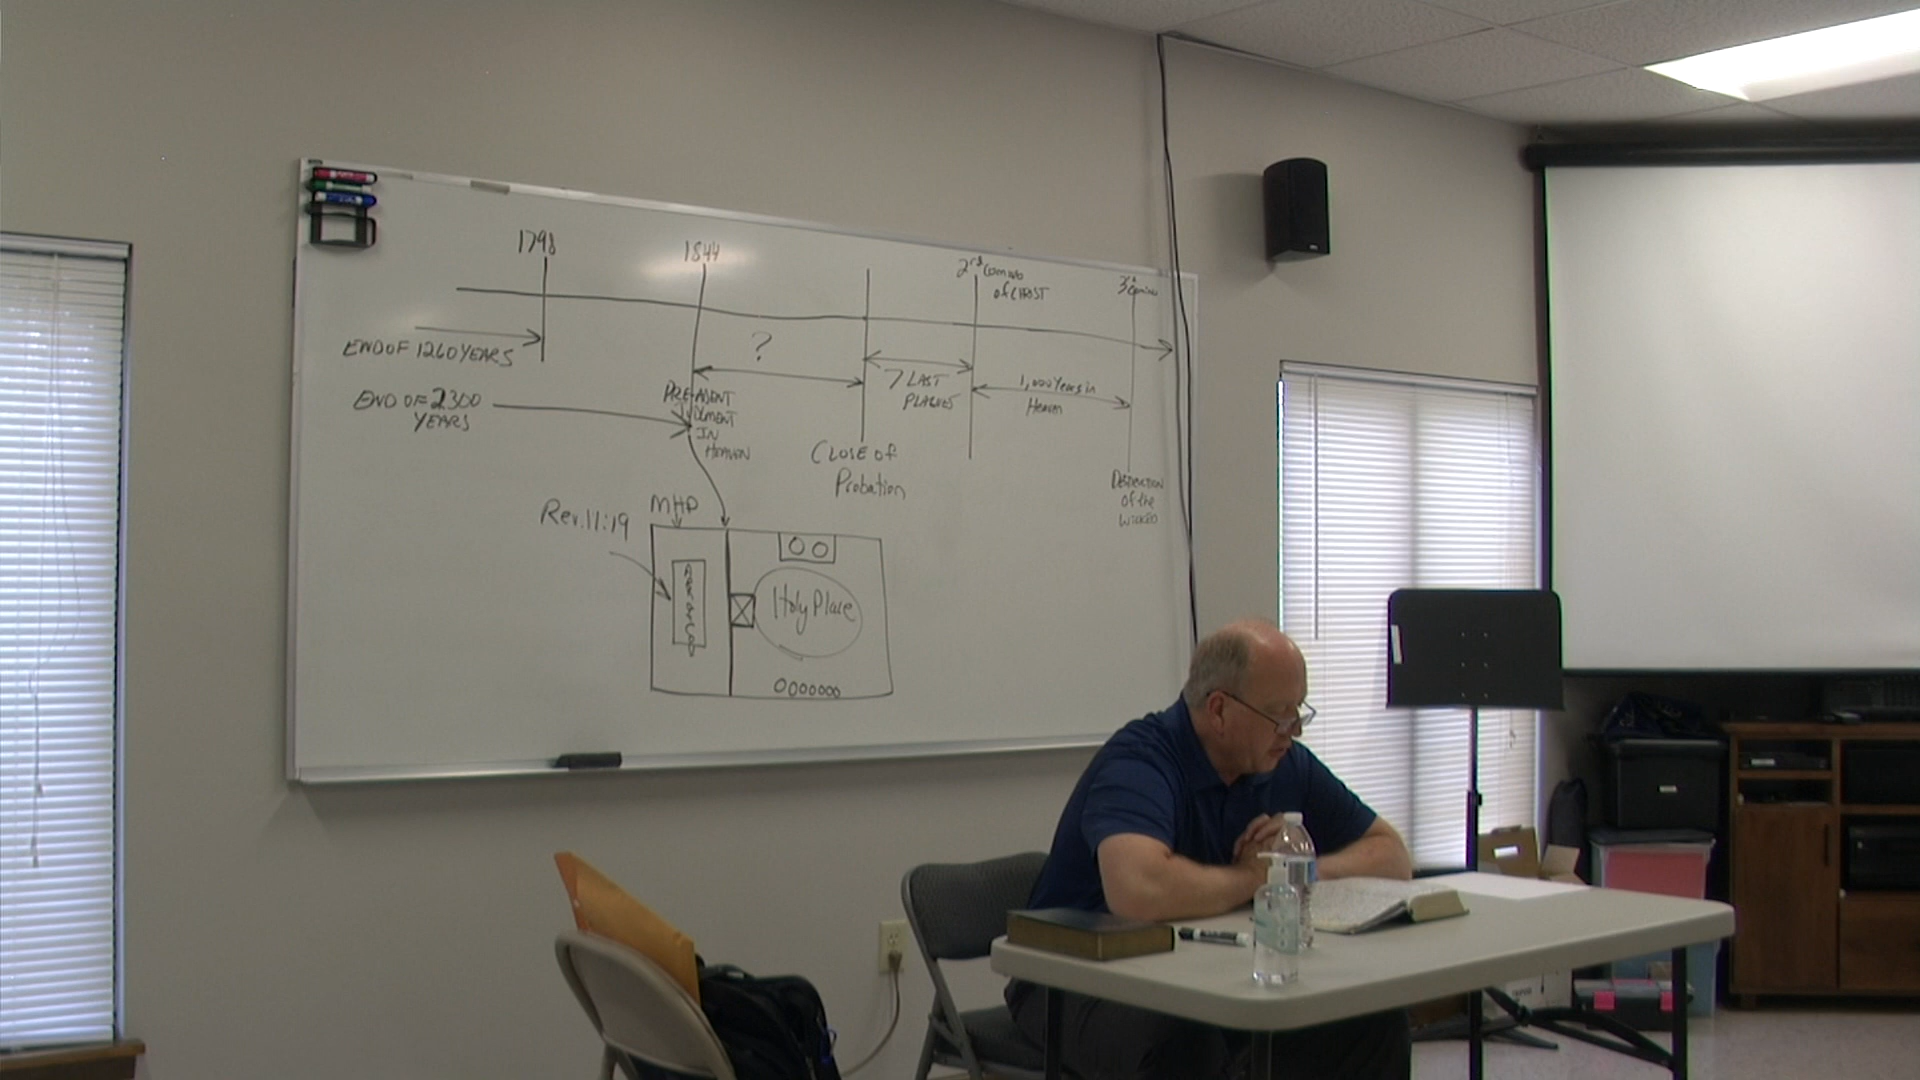 1798
1844
2nd Coming
of CHRIST
3rd Coming
END OF 1260 YEARS
?
7 LAST
PLAGUES
1,000 Years in
Heaven
END OF 2300
YEARS
PRE-ADVENT
JUDGMENT
IN
HEAVEN
CLOSE of
Probation
DESTRUCTION
of the
WICKED
Rev. 11:19
MHP
Holy Place